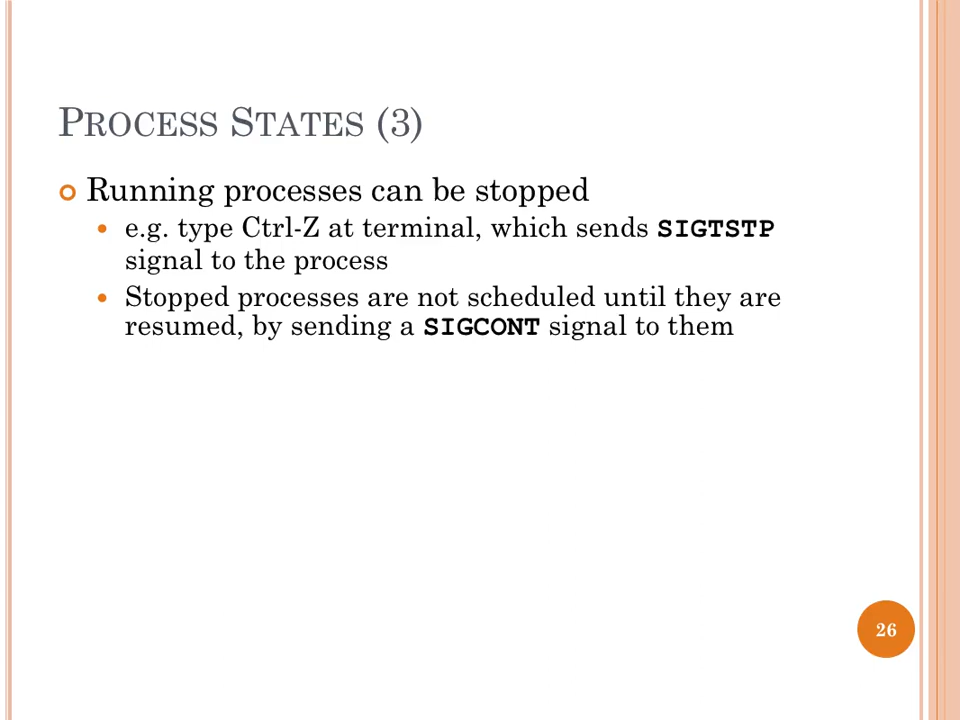 PROCESS STATES (3)
Running processes can be stopped
e.g. type Ctrl-Z at terminal, which sends SIGTSTP
signal to the process
Stopped processes are not scheduled until they are
resumed, by sending a SIGCONT signal to them
26